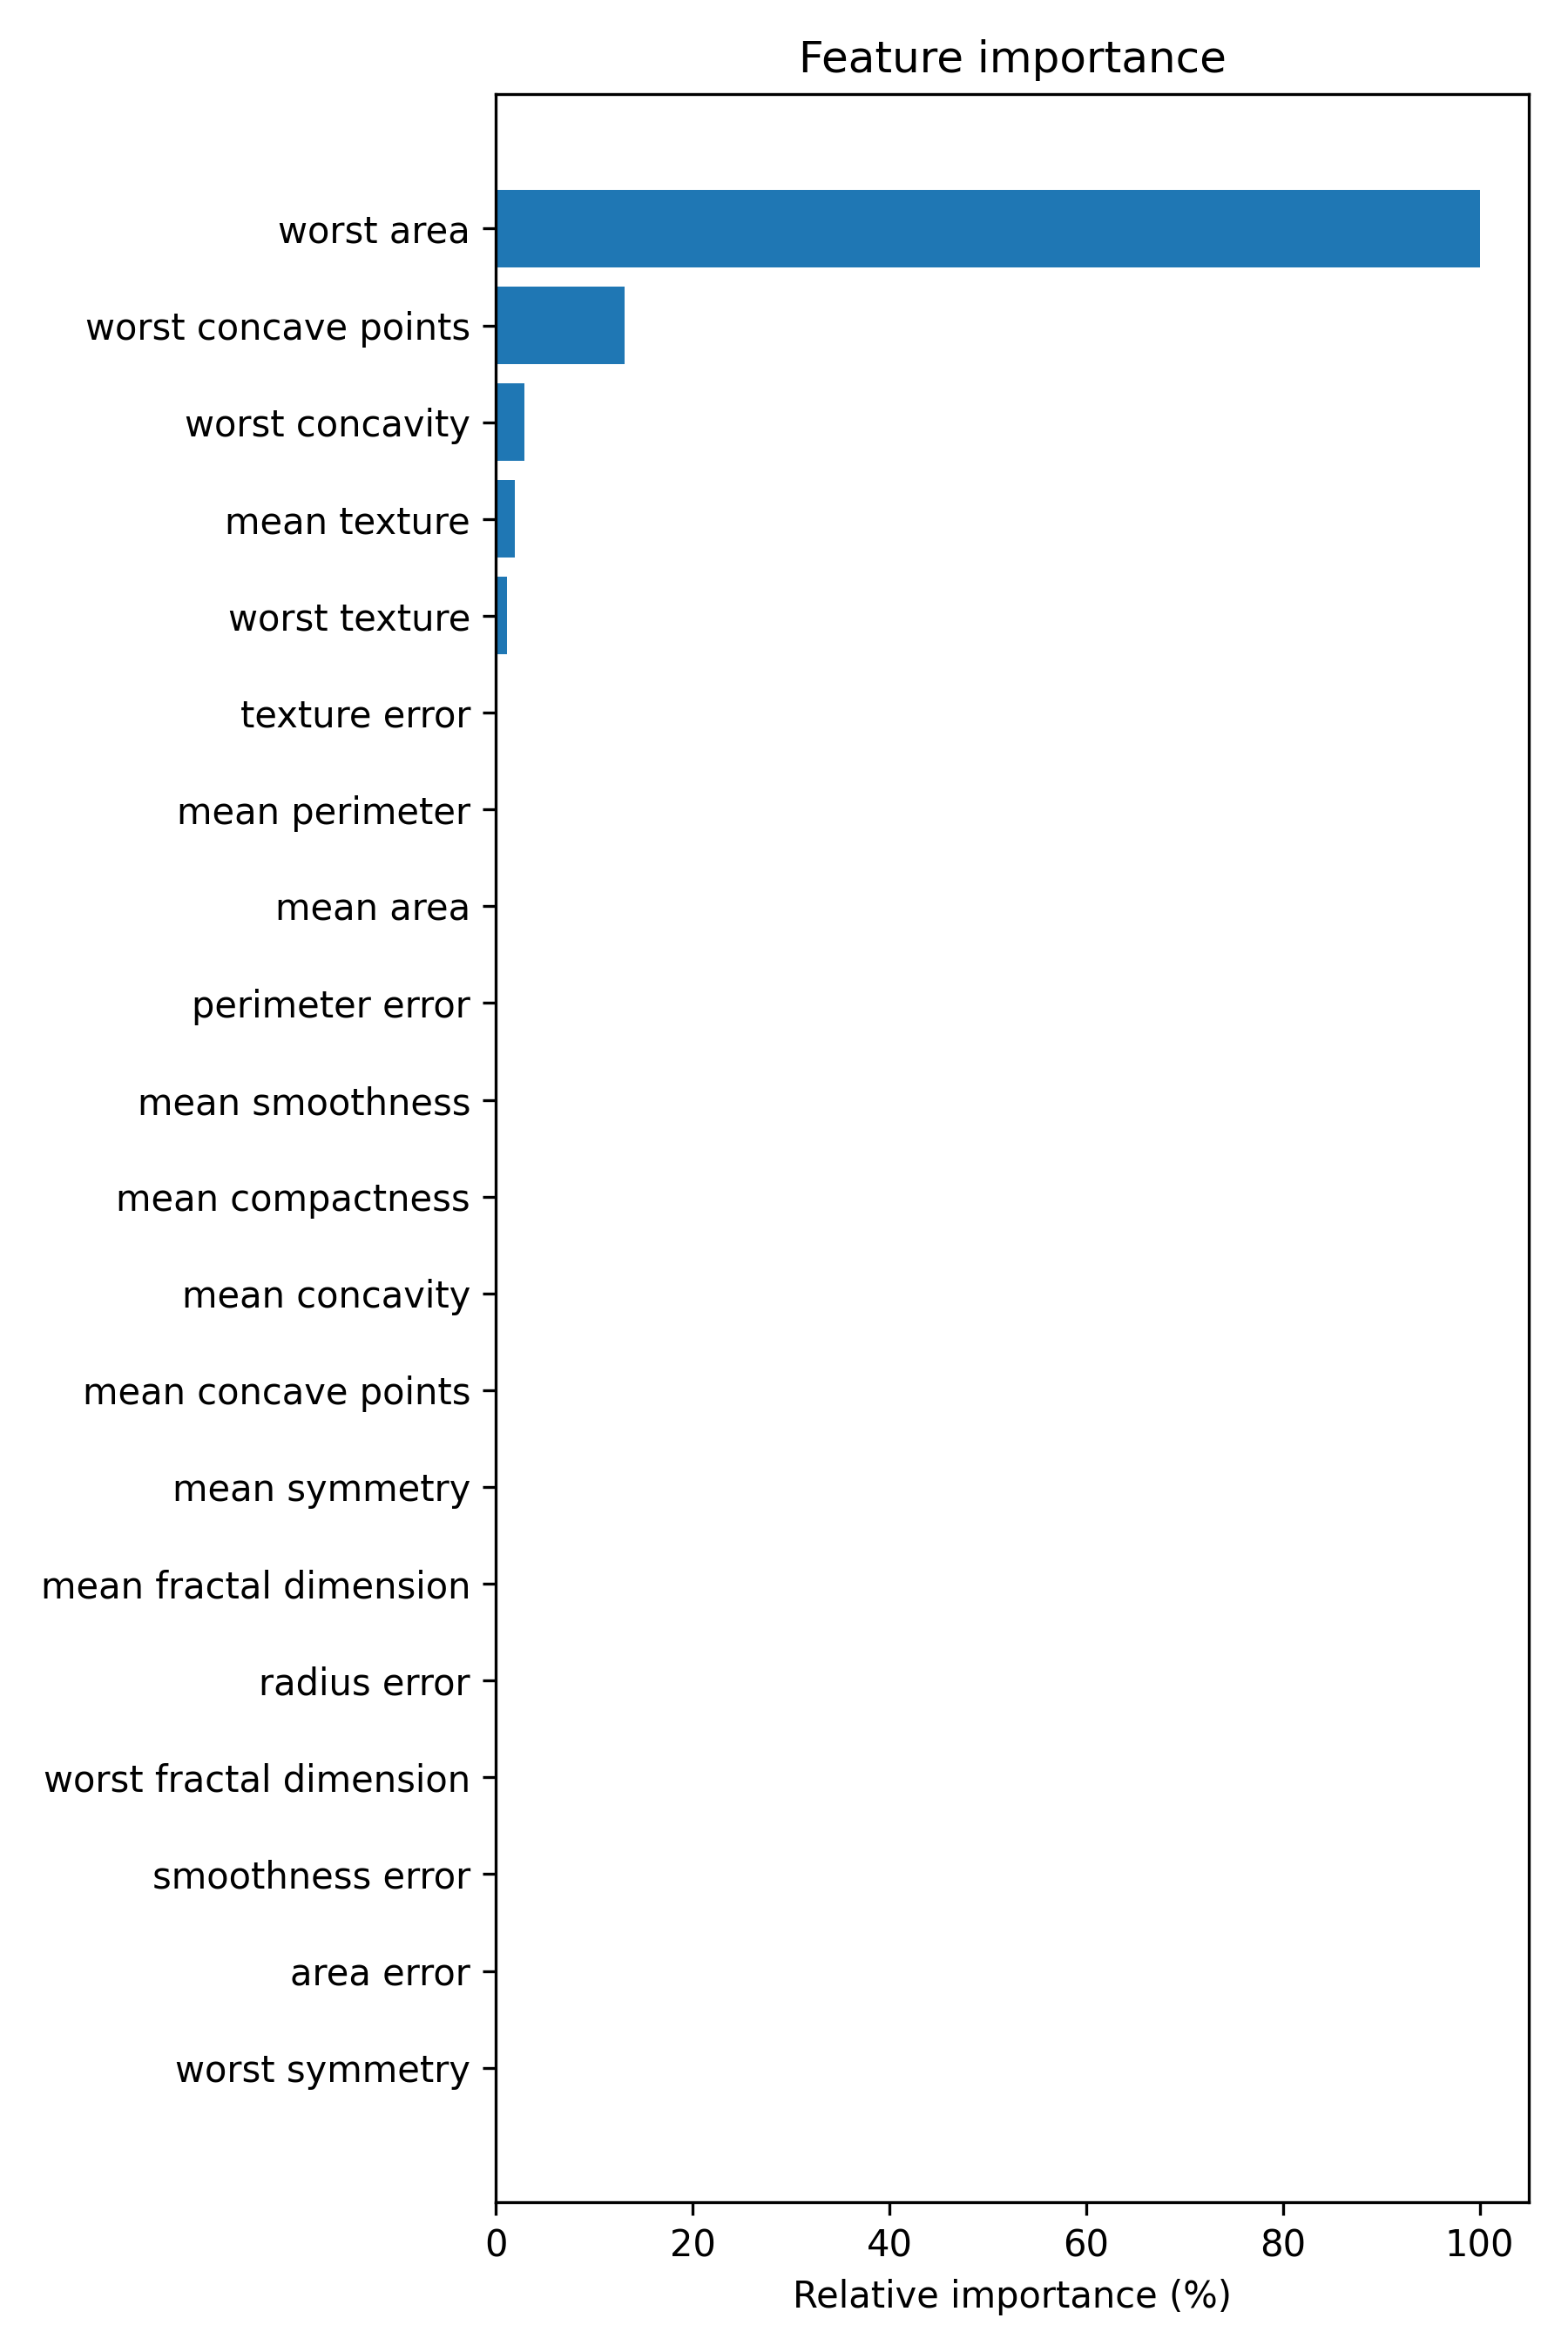 Feature importance
worst area
worst concave points
worst concavity
mean texture
worst texture
texture error
mean perimeter
mean area
perimeter error
mean smoothness
mean compactness
mean concavity
mean concave points
mean symmetry
mean fractal dimension
radius error
worst fractal dimension
smoothness error
area error
worst symmetry
0 20 40 60 80 100
Relative importance (%)